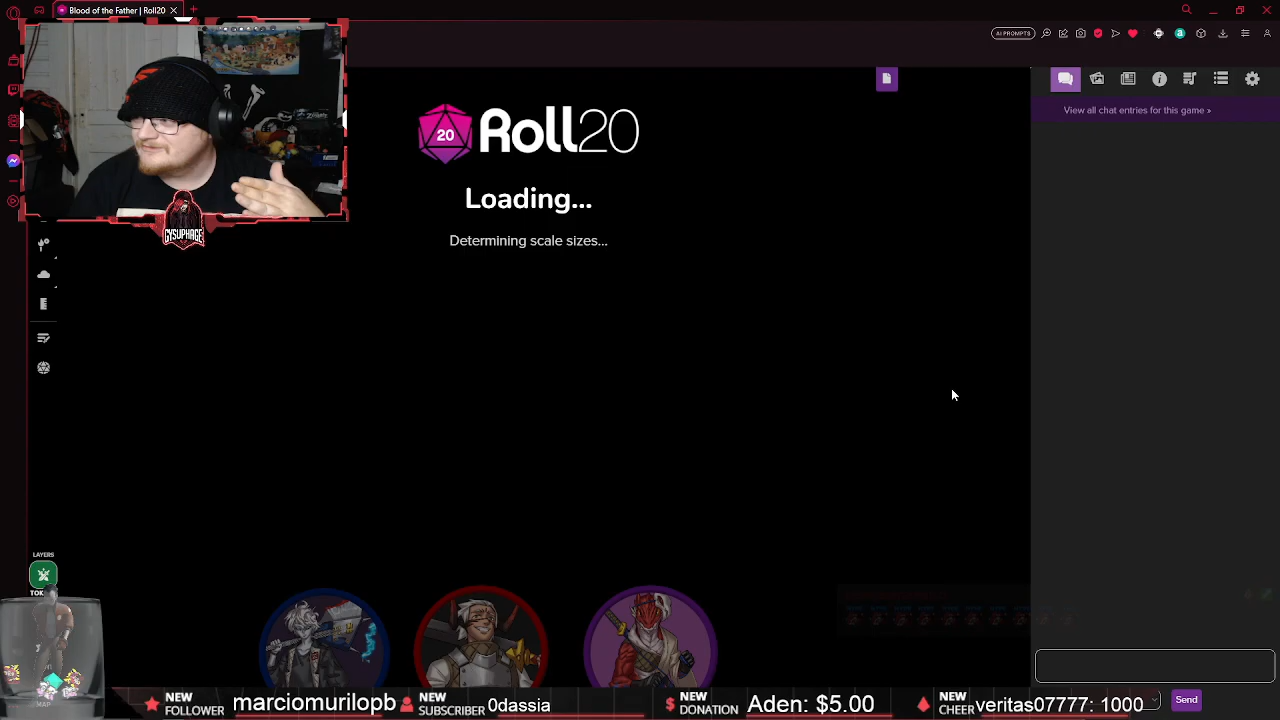 Blood of the Father | Roll20
AI PROMPTS
View all chat entries for this game >
20
Roll20
Loading...
Determining scale sizes...
GYSUPHAGE
LAYERS
TOK
MAP
NEW FOLLOWER
marciomurilopb
NEW SUBSCRIBER
0dassia
NEW DONATION
Aden: $5.00
NEW CHEER
veritas07777: 1000
Send